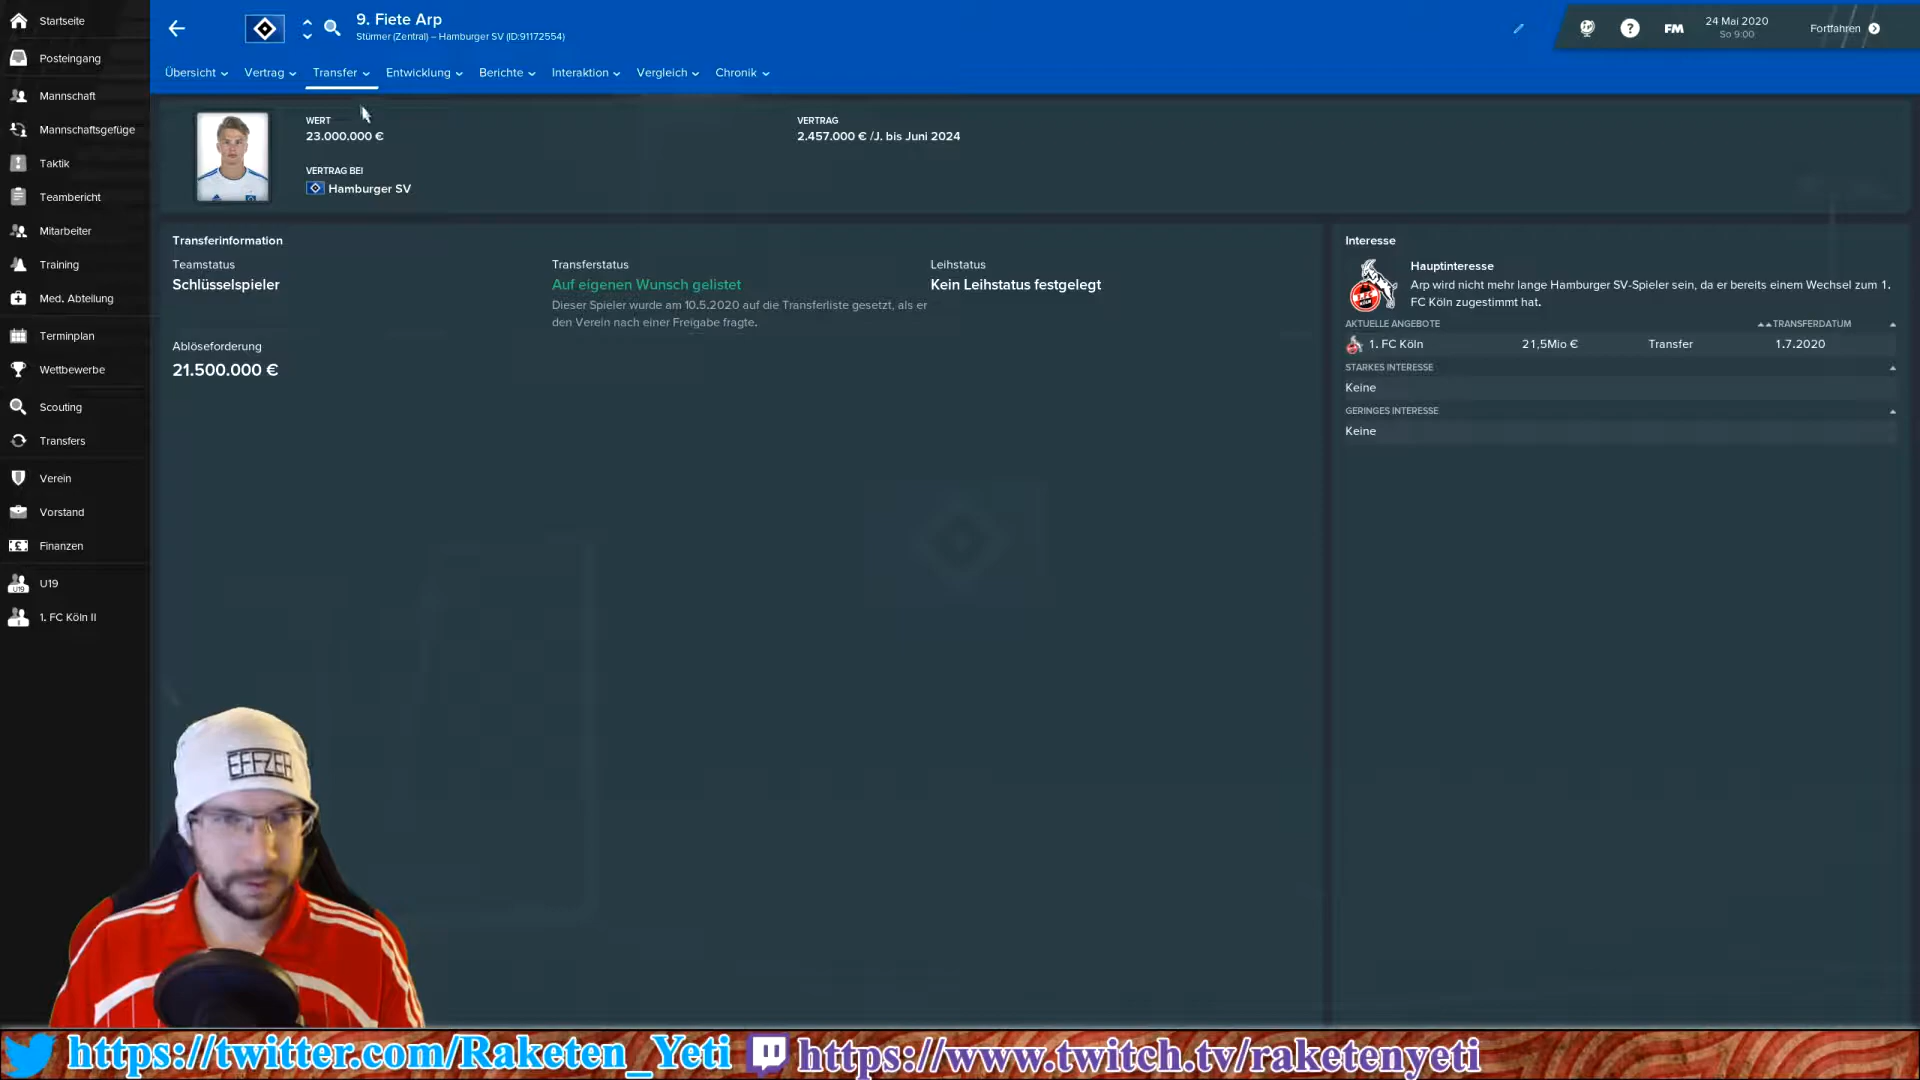 Startseite
Posteingang
Mannschaft
Mannschaftsgefüge
Taktik
Teambericht
Mitarbeiter
Training
Med. Abteilung
Terminplan
Wettbewerbe
Scouting
Transfers
Verein
Vorstand
Finanzen
U19
1. FC Köln II
9. Fiete Arp
Stürmer (Zentral) – Hamburger SV (ID:91172554)
FM
24 Mai 2020
So 9:00
Fortfahren
Übersicht Vertrag Transfer Entwicklung Berichte Interaktion Vergleich Chronik
WERT
23.000.000 €
VERTRAG BEI
Hamburger SV
VERTRAG
2.457.000 € /J. bis Juni 2024
Transferinformation
Teamstatus
Schlüsselspieler
Transferstatus
Auf eigenen Wunsch gelistet
Dieser Spieler wurde am 10.5.2020 auf die Transferliste gesetzt, als er
den Verein nach einer Freigabe fragte.
Leihstatus
Kein Leihstatus festgelegt
Ablöseforderung
21.500.000 €
Interesse
Hauptinteresse
Arp wird nicht mehr lange Hamburger SV-Spieler sein, da er bereits einem Wechsel zum 1.
FC Köln zugestimmt hat.
AKTUELLE ANGEBOTE TRANSFERDATUM
1. FC Köln 21,5Mio € Transfer 1.7.2020
STARKES INTERESSE
Keine
GERINGES INTERESSE
Keine
EFFZEH
https://twitter.com/Raketen_Yeti https://www.twitch.tv/raketenyeti